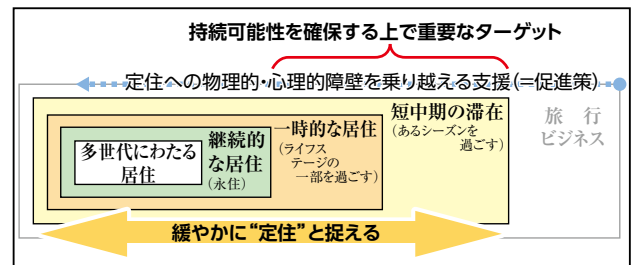 持続可能性を確保する上で重要なターゲット
定住への物理的・心理的障壁を乗り越える支援(=促進策)
多世代にわたる
居住
継続的
な居住
(永住)
一時的な居住
(ライフス
テージの
一部を過ごす)
短中期の滞在
(あるシーズンを
過ごす)
旅 行
ビジネス
緩やかに“定住”と捉える